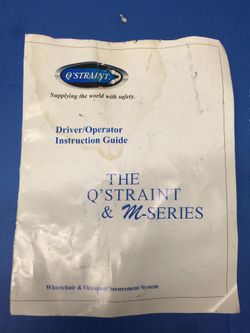 Q'STRAINT
Supplying the world with safety.
Driver/Operator
Instruction Guide
THE
Q'STRAINT
& M-SERIES
Wheelchair & Occupant Securement System